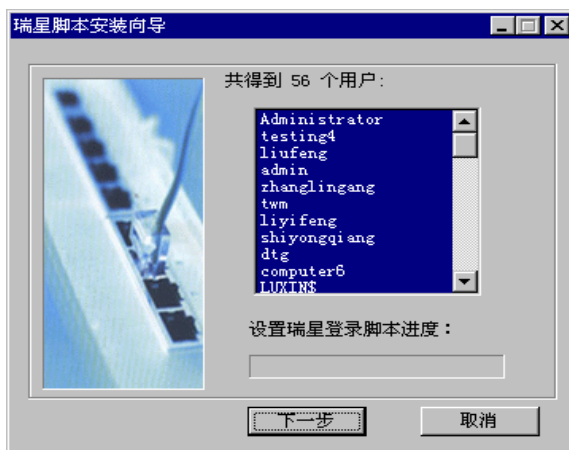 瑞星脚本安装向导
共得到 56 个用户:
Administrator
testing4
liufeng
admin
zhanglingang
twm
liyifeng
shiyongqiang
dtg
computer6
LUXIN$
设置瑞星登录脚本进度：
下一步
取消